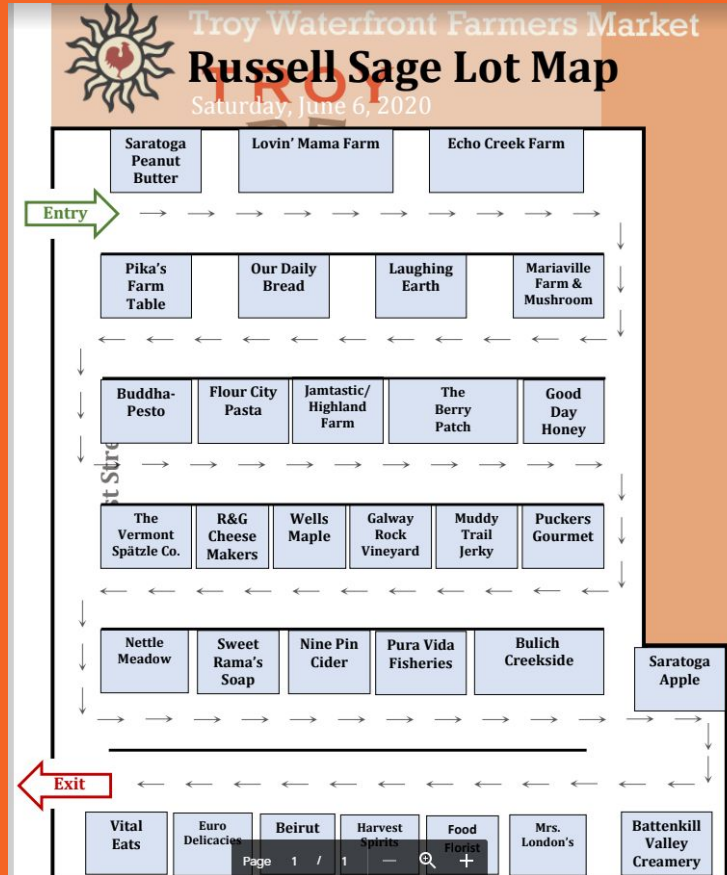 Troy Waterfront Farmers Market
TROY
Russell Sage Lot Map
Saturday, June 6, 2020
Saratoga
Peanut
Butter
Lovin’ Mama Farm
Echo Creek Farm
Entry
Pika’s
Farm
Table
Our Daily
Bread
Laughing
Earth
Mariaville
Farm &
Mushroom
Buddha-
Pesto
Flour City
Pasta
Jamtastic/
Highland
Farm
The
Berry
Patch
Good
Day
Honey
The
Vermont
Spätzle Co.
R&G
Cheese
Makers
Wells
Maple
Galway
Rock
Vineyard
Muddy
Trail
Jerky
Puckers
Gourmet
Nettle
Meadow
Sweet
Rama’s
Soap
Nine Pin
Cider
Pura Vida
Fisheries
Bulich
Creekside
Saratoga
Apple
Exit
Vital
Eats
Euro
Delicacies
Beirut
Harvest
Spirits
Food
Florist
Mrs.
London’s
Battenkill
Valley
Creamery
Page 1 / 1